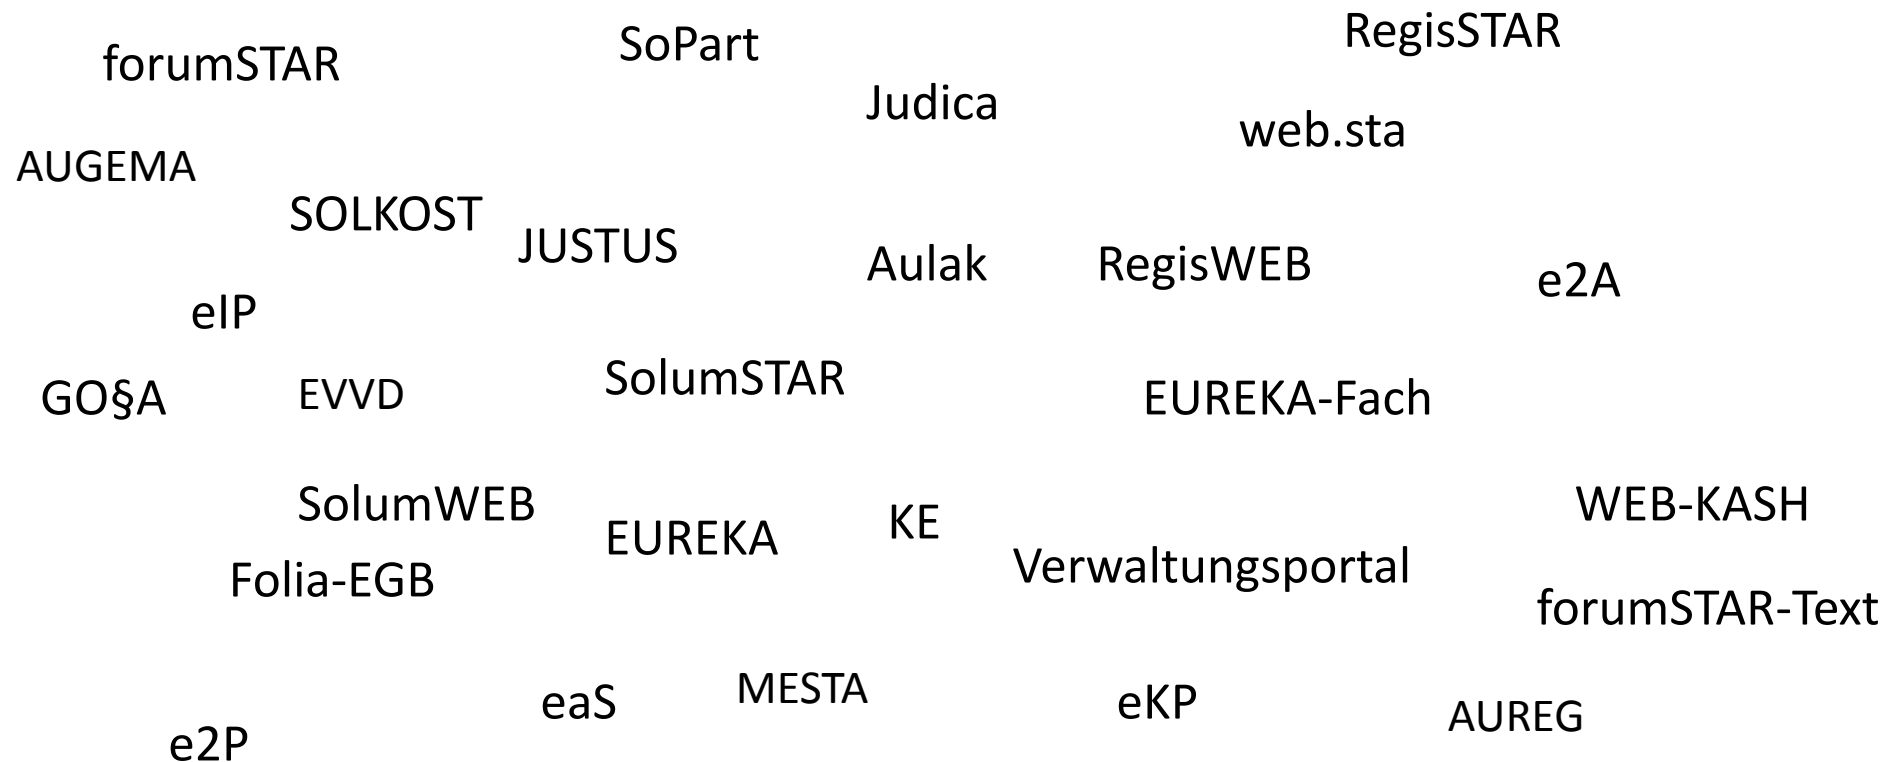 RegisSTAR
SoPart
forumSTAR
Judica
web.sta
AUGEMA
SOLKOST
JUSTUS
Aulak
RegisWEB
e2A
eIP
SolumSTAR
GO§A
EVVD
EUREKA-Fach
SolumWEB
WEB-KASH
KE
EUREKA
Verwaltungsportal
Folia-EGB
forumSTAR-Text
MESTA
eaS
eKP
AUREG
e2P